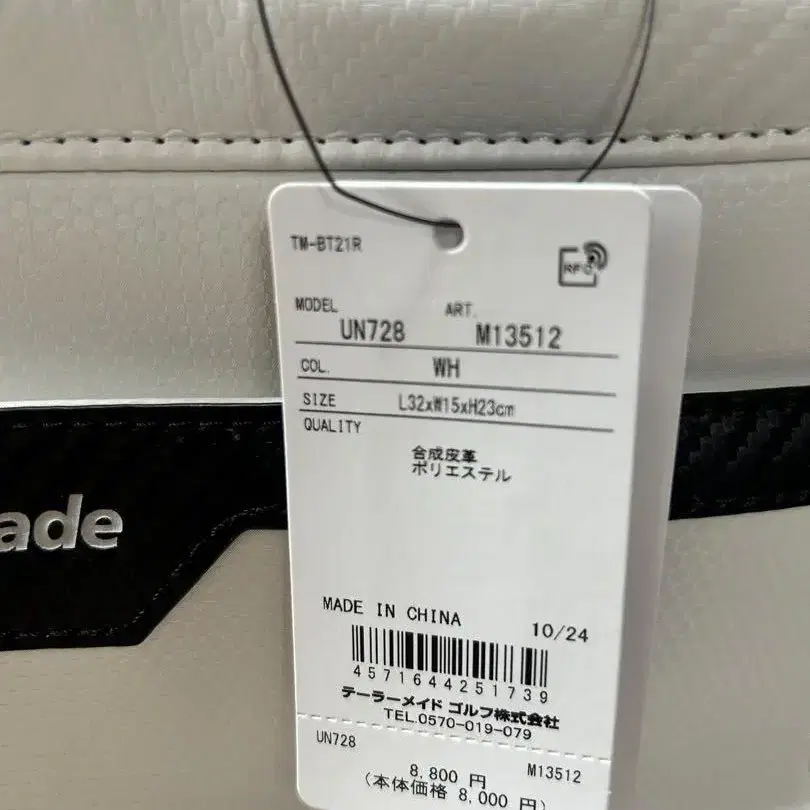 TM-BT21R
RFID
MODEL UN728 ART. M13512
COL. WH
SIZE L32xW15xH23cm
QUALITY
合成皮革
ポリエステル
ade
MADE IN CHINA 10/24
4571644251739
テーラーメイド ゴルフ株式会社
TEL.0570-019-079
UN728 M13512
8,800 円
(本体価格 8,000 円)